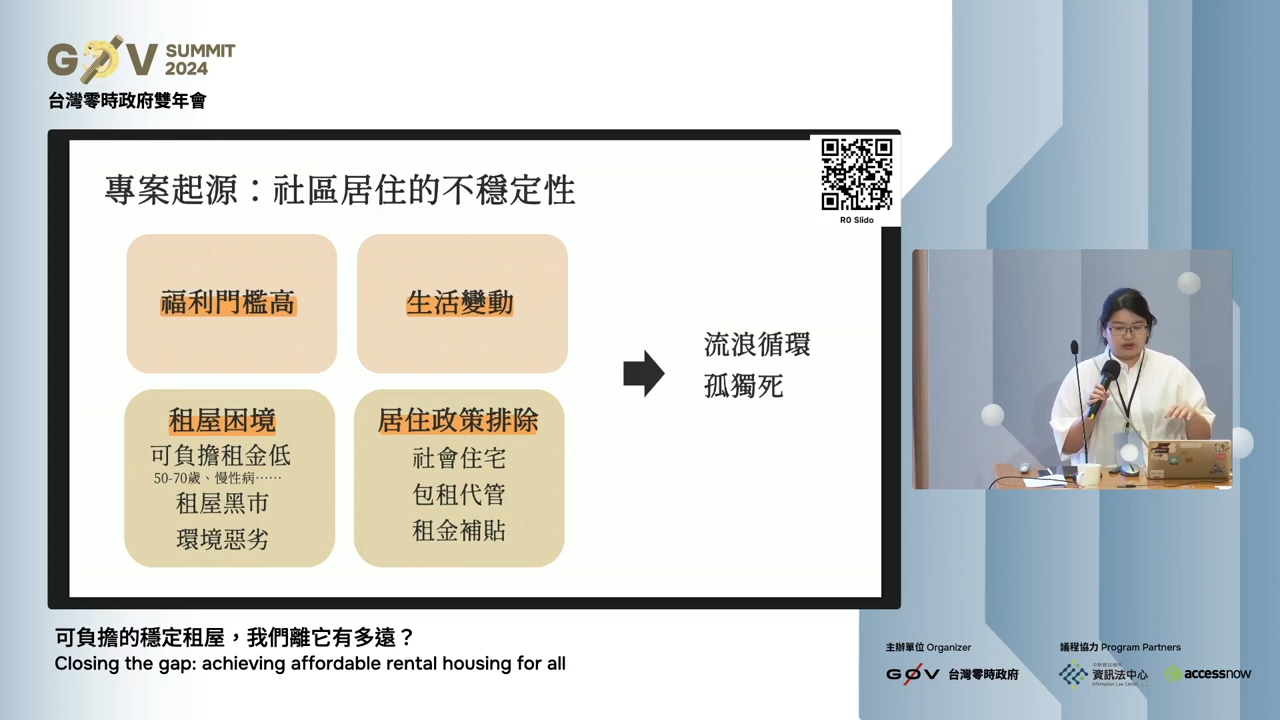 G0V SUMMIT 2024
台灣零時政府雙年會
專案起源：社區居住的不穩定性
R0 Slido
福利門檻高
生活變動
租屋困境
可負擔租金低
50-70歲、慢性病……
租屋黑市
環境惡劣
居住政策排除
社會住宅
包租代管
租金補貼
流浪循環
孤獨死
可負擔的穩定租屋，我們離它有多遠？
Closing the gap: achieving affordable rental housing for all
主辦單位 Organizer
G0V 台灣零時政府
議程協力 Program Partners
資訊法中心
Information Law Center
accessnow